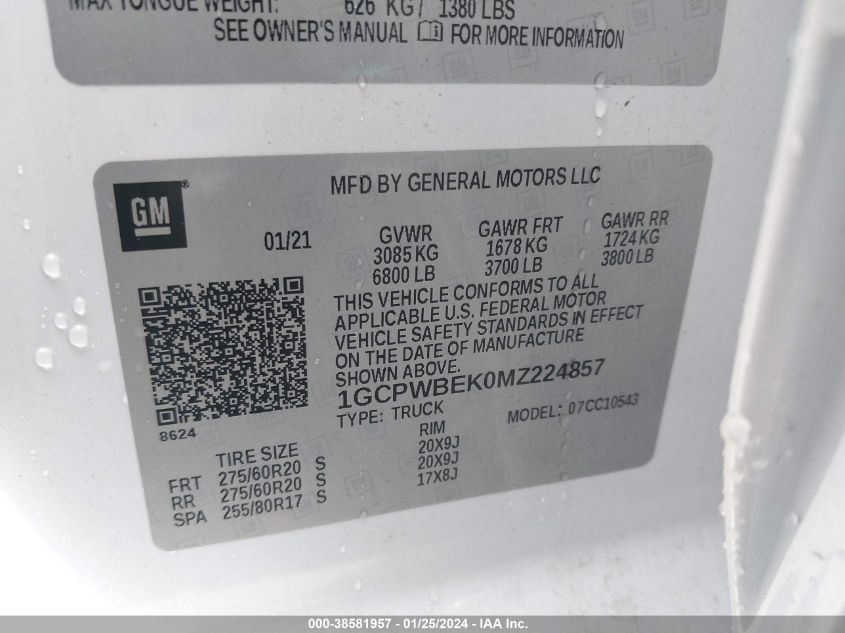 MAX TONGUE WEIGHT: 626 KG / 1380 LBS
SEE OWNER'S MANUAL FOR MORE INFORMATION
MFD BY GENERAL MOTORS LLC
GM®
01/21
GVWR GAWR FRT GAWR RR
3085 KG 1678 KG 1724 KG
6800 LB 3700 LB 3800 LB
THIS VEHICLE CONFORMS TO ALL
APPLICABLE U.S. FEDERAL MOTOR
VEHICLE SAFETY STANDARDS IN EFFECT
ON THE DATE OF MANUFACTURE
SHOWN ABOVE.
1GCPWBEK0MZ224857
TYPE: TRUCK MODEL: 07CC10543
8624
TIRE SIZE RIM
FRT 275/60R20 S 20X9J
RR 275/60R20 S 20X9J
SPA 255/80R17 S 17X8J
000-38581957 - 01/25/2024 - IAA Inc.